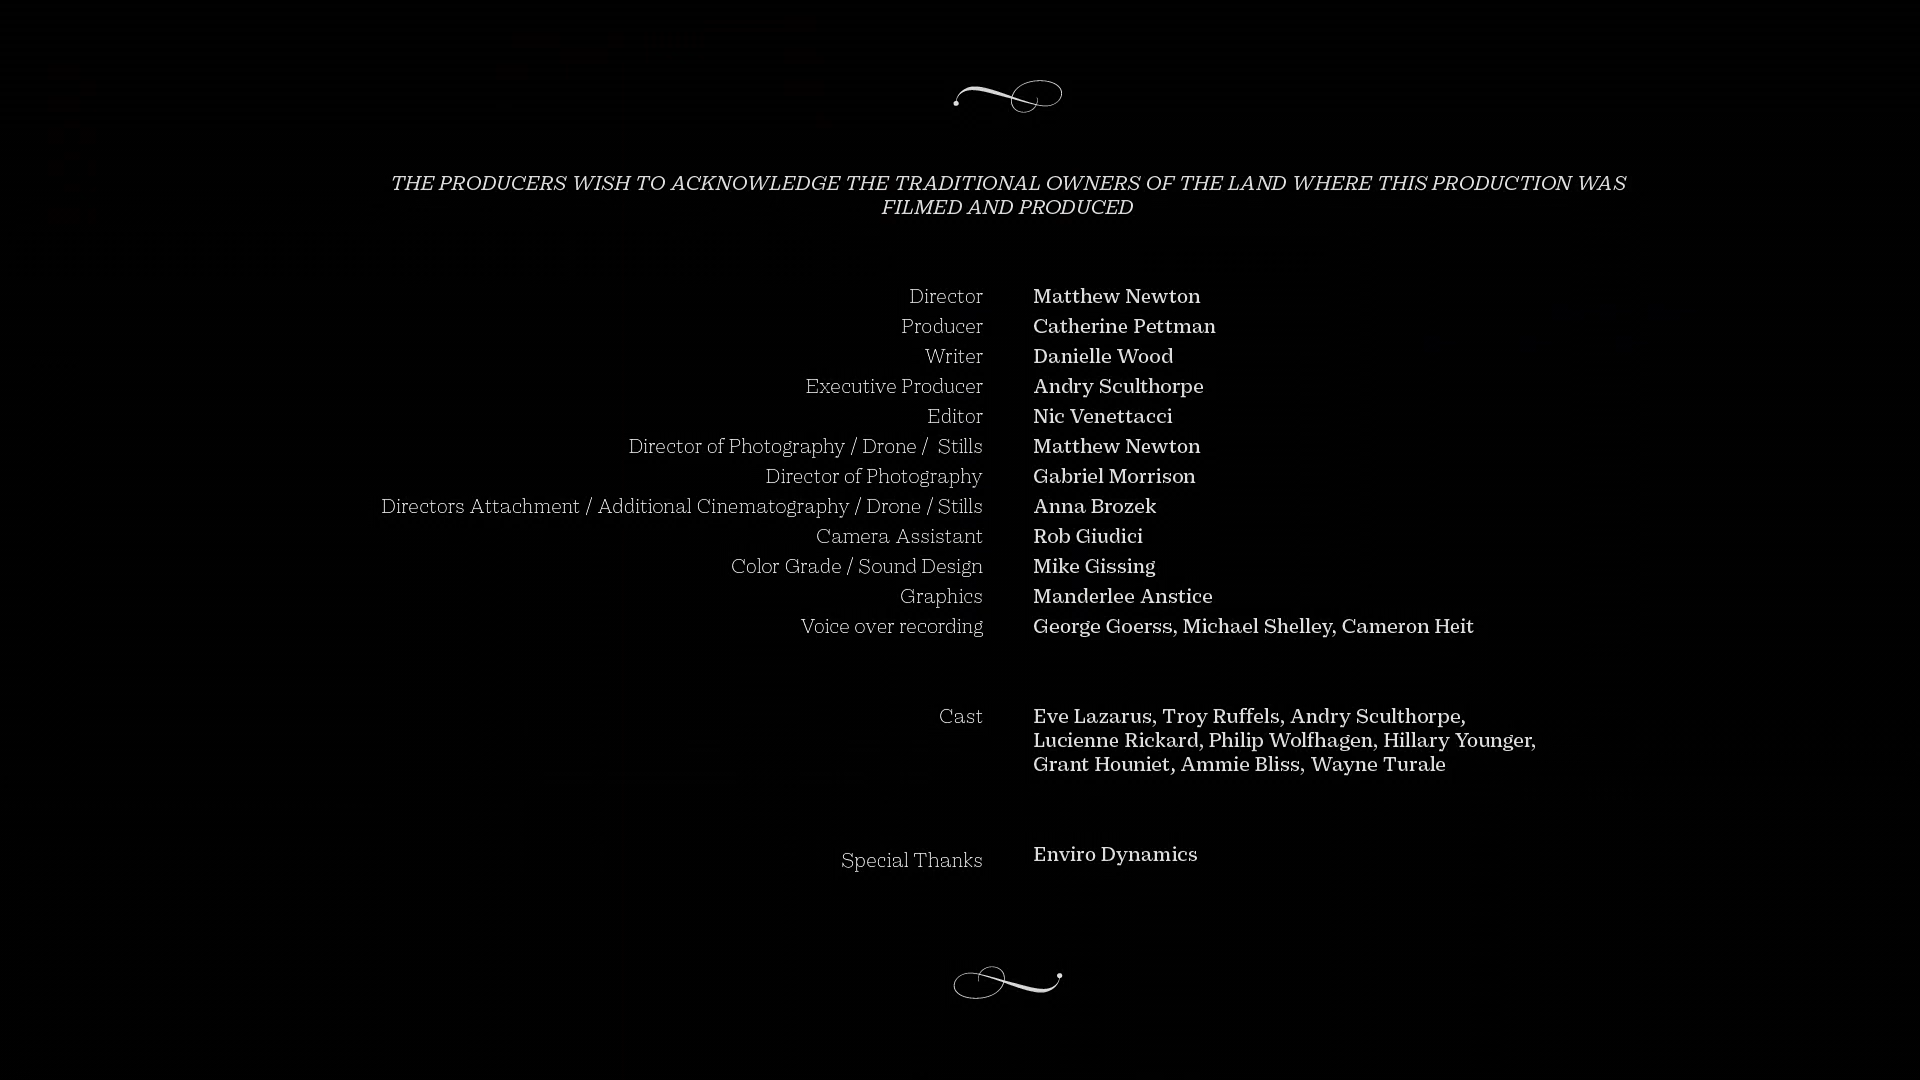 THE PRODUCERS WISH TO ACKNOWLEDGE THE TRADITIONAL OWNERS OF THE LAND WHERE THIS PRODUCTION WAS
FILMED AND PRODUCED
Director Matthew Newton
Producer Catherine Pettman
Writer Danielle Wood
Executive Producer Andry Sculthorpe
Editor Nic Venettacci
Director of Photography / Drone / Stills Matthew Newton
Director of Photography Gabriel Morrison
Directors Attachment / Additional Cinematography / Drone / Stills Anna Brozek
Camera Assistant Rob Giudici
Color Grade / Sound Design Mike Gissing
Graphics Manderlee Anstice
Voice over recording George Goerss, Michael Shelley, Cameron Heit
Cast Eve Lazarus, Troy Ruffels, Andry Sculthorpe,
Lucienne Rickard, Philip Wolfhagen, Hillary Younger,
Grant Houniet, Ammie Bliss, Wayne Turale
Special Thanks Enviro Dynamics